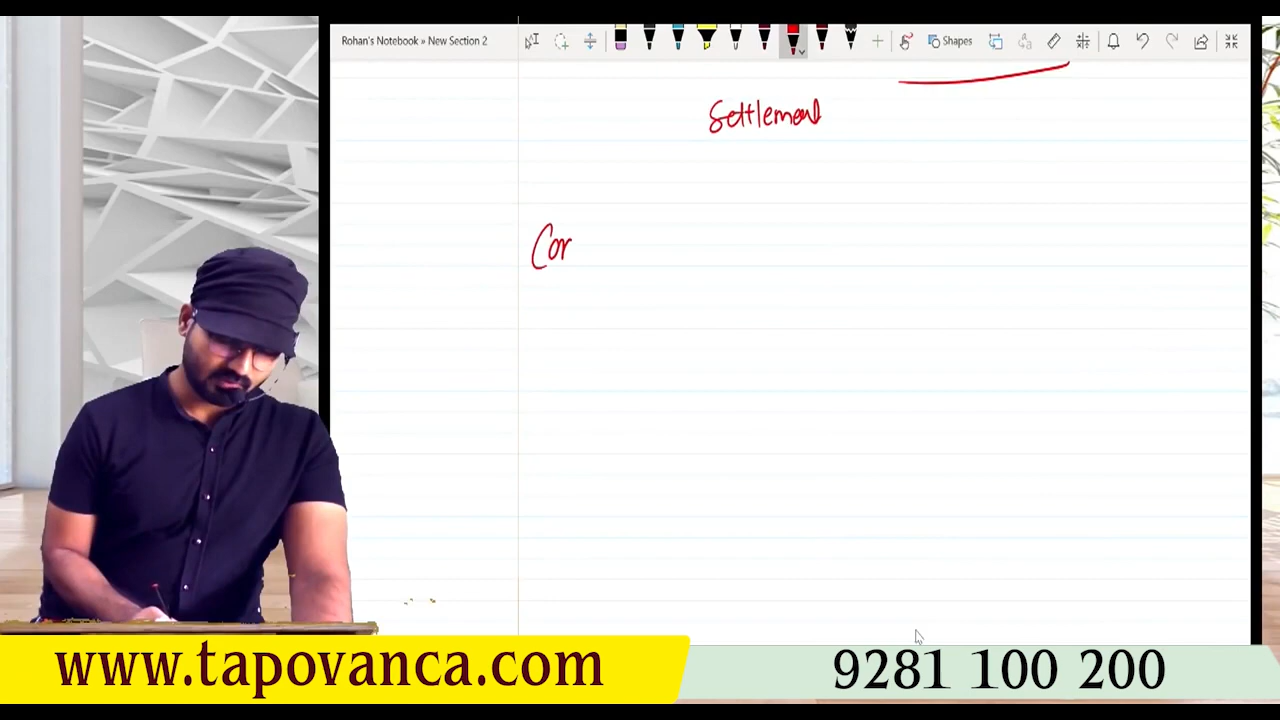 Rohan's Notebook » New Section 2
Shapes
Settlement
Cor
www.tapovanca.com
9281 100 200